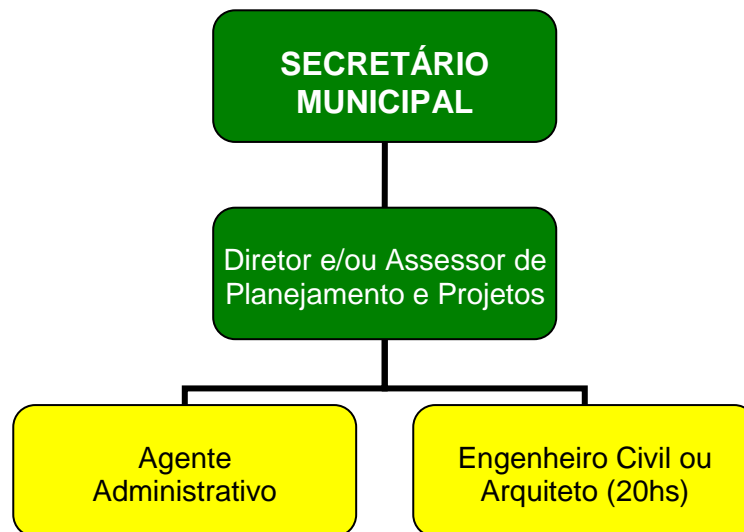 SECRETÁRIO
MUNICIPAL
Diretor e/ou Assessor de
Planejamento e Projetos
Agente
Administrativo
Engenheiro Civil ou
Arquiteto (20hs)